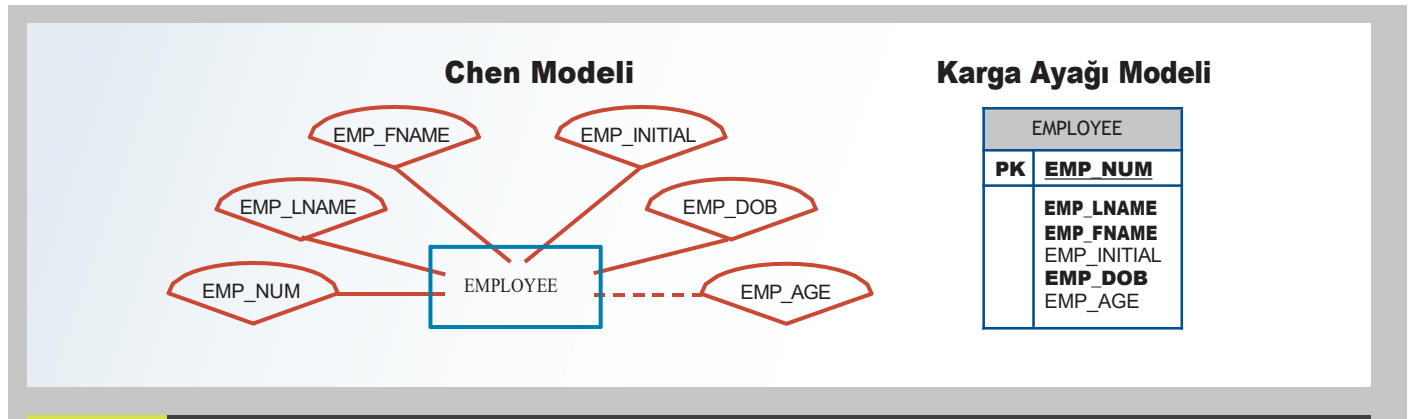 Chen Modeli
EMP_FNAME
EMP_INITIAL
EMP_LNAME
EMP_DOB
EMP_NUM
EMPLOYEE
EMP_AGE
Karga Ayağı Modeli
EMPLOYEE
PK EMP_NUM
EMP_LNAME
EMP_FNAME
EMP_INITIAL
EMP_DOB
EMP_AGE